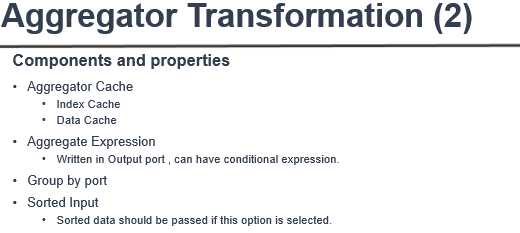 Aggregator Transformation (2)
Components and properties
• Aggregator Cache
• Index Cache
• Data Cache
• Aggregate Expression
• Written in Output port , can have conditional expression.
• Group by port
• Sorted Input
• Sorted data should be passed if this option is selected.